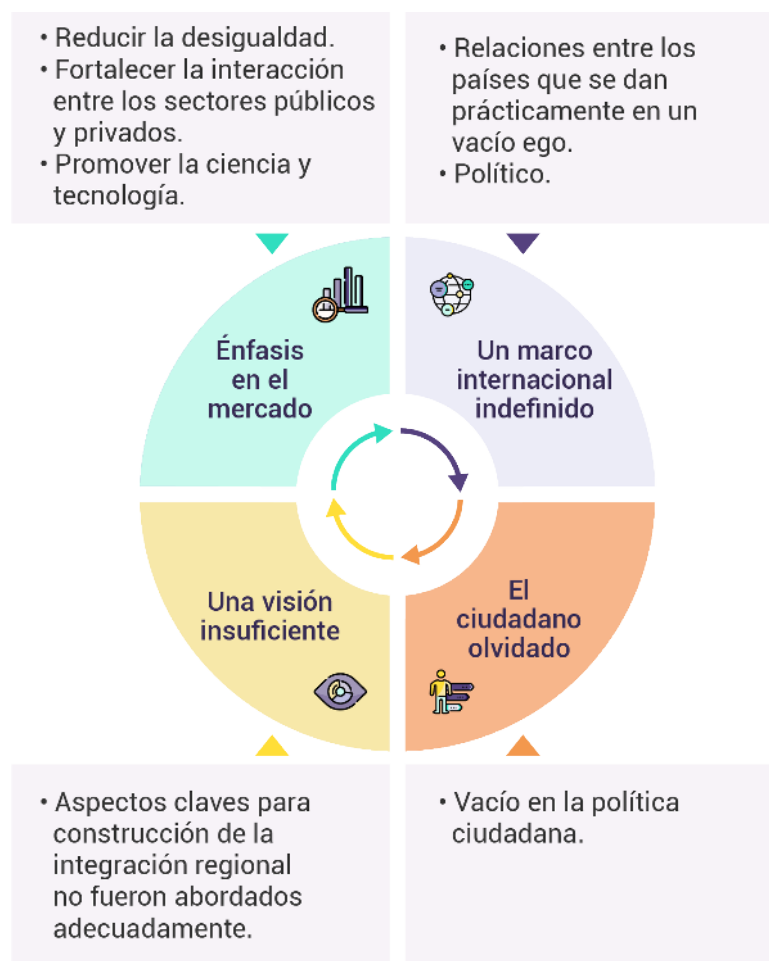 • Reducir la desigualdad.
• Fortalecer la interacción
entre los sectores públicos
y privados.
• Promover la ciencia y
tecnología.
• Relaciones entre los
países que se dan
prácticamente en un
vacío ego.
• Político.
Énfasis
en el
mercado
Un marco
internacional
indefinido
Una visión
insuficiente
El
ciudadano
olvidado
• Aspectos claves para
construcción de la
integración regional
no fueron abordados
adecuadamente.
• Vacío en la política
ciudadana.